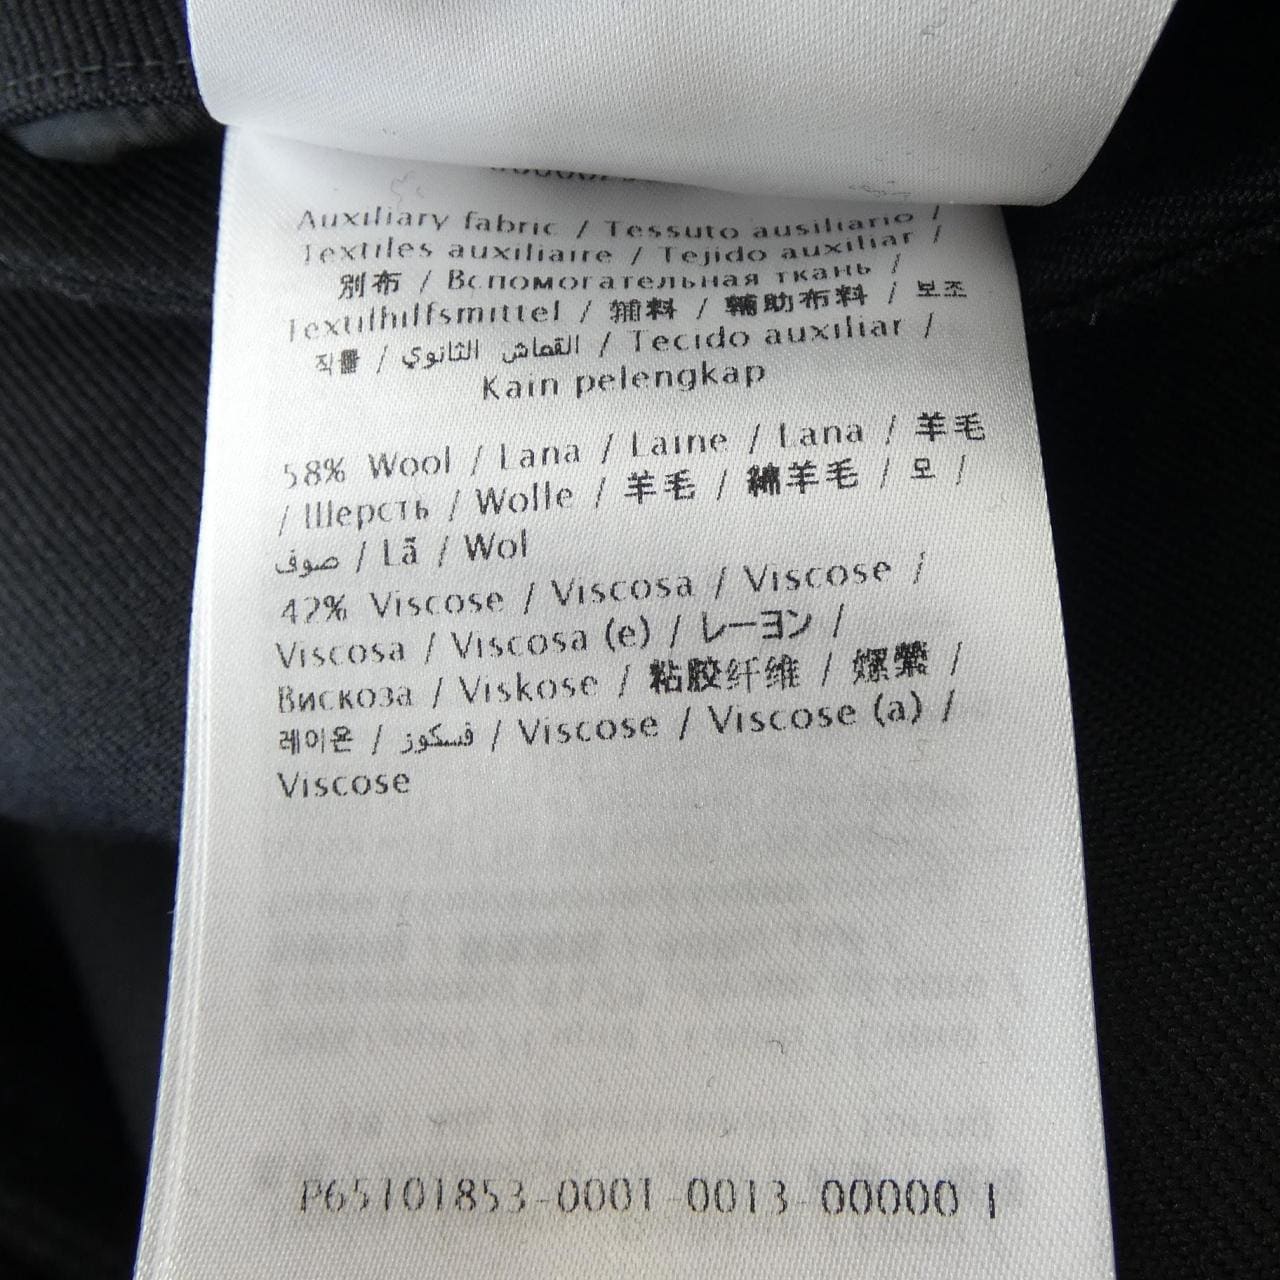 Auxiliary fabric / Tessuto ausiliario /
Textiles auxiliaire / Tejido auxiliar /
別布 / Вспомогательная ткань /
Textilhilfsmittel / 辅料 / 輔助布料 / 보조
직물 / القماش الثانوي / Tecido auxiliar /
Kain pelengkap
58% Wool / Lana / Laine / Lana / 羊毛
/ Шерсть / Wolle / 羊毛 / 綿羊毛 / 모 /
صوف / Lã / Wol
42% Viscose / Viscosa / Viscose /
Viscosa / Viscosa (e) / レーヨン /
Вискоза / Viskose / 粘胶纤维 / 嫘縈 /
레이온 / فسكوز / Viscose / Viscose (a) /
Viscose
P65101853-0001-0013-00000 1